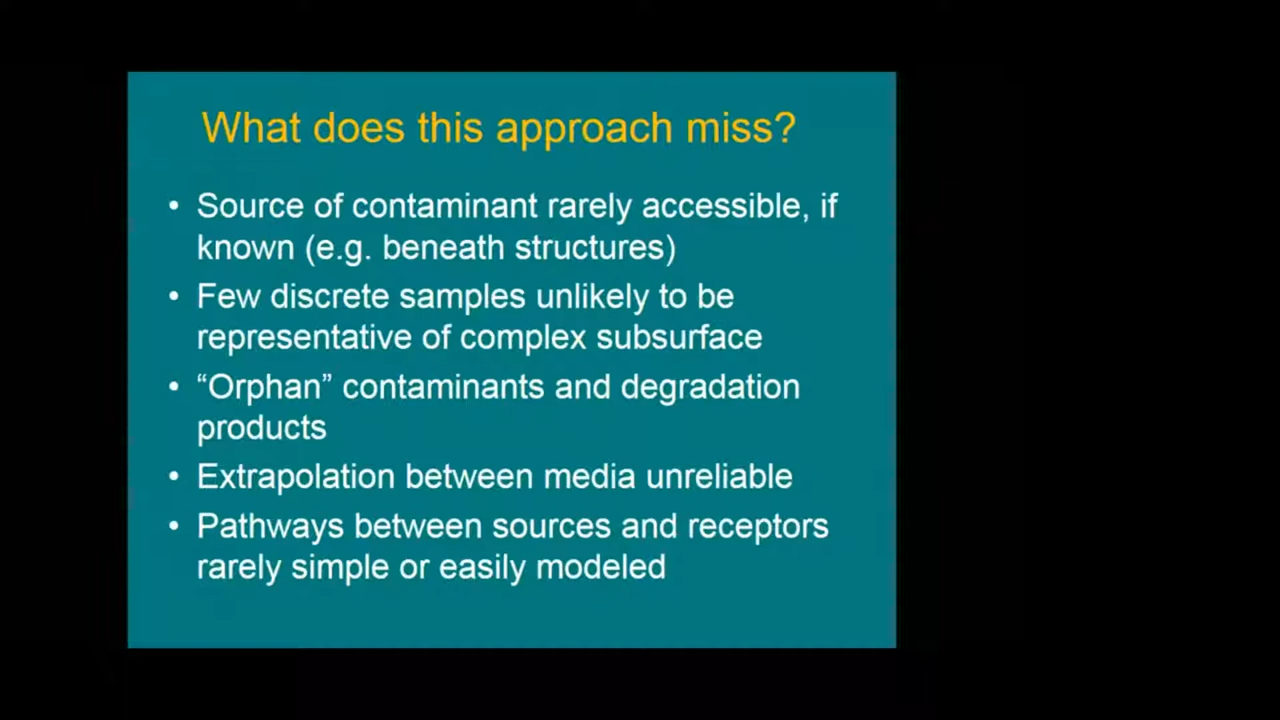 What does this approach miss?
• Source of contaminant rarely accessible, if
known (e.g. beneath structures)
• Few discrete samples unlikely to be
representative of complex subsurface
• “Orphan” contaminants and degradation
products
• Extrapolation between media unreliable
• Pathways between sources and receptors
rarely simple or easily modeled